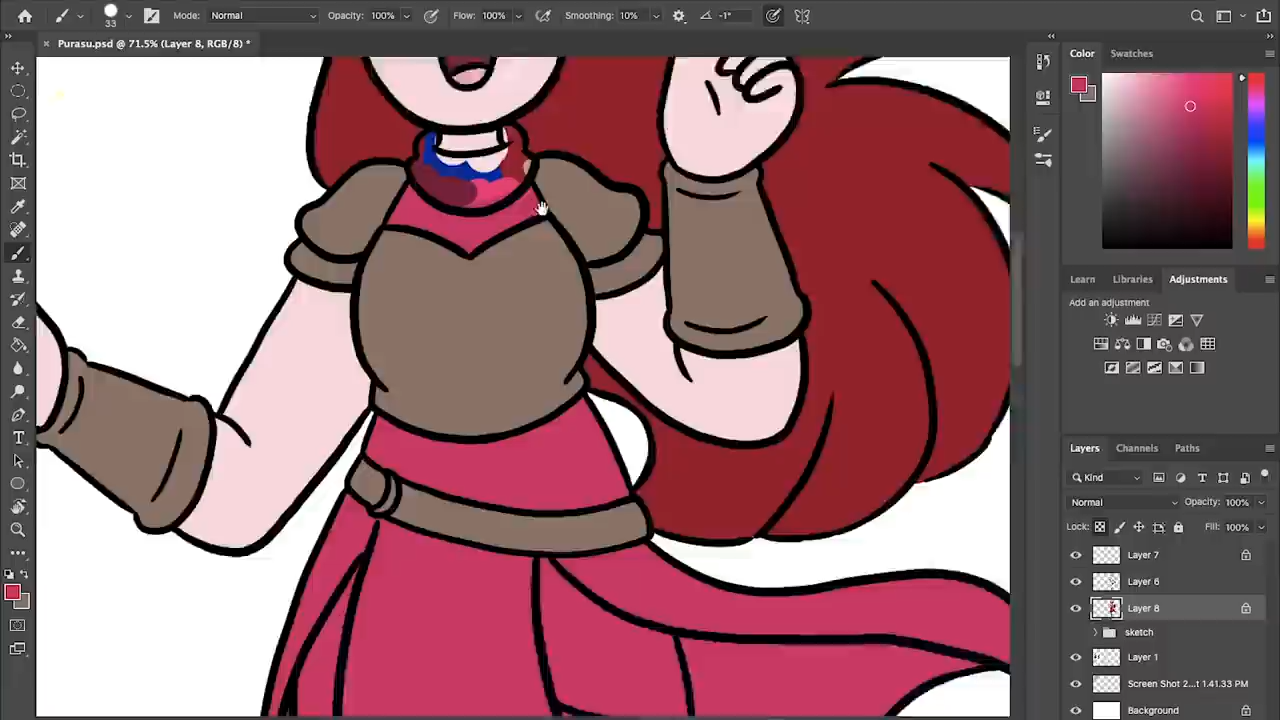 33
Mode: Normal
Opacity: 100%
Flow: 100%
Smoothing: 10%
-1°
× Purasu.psd @ 71.5% (Layer 8, RGB/8) *
Color Swatches
Learn Libraries Adjustments
Add an adjustment
Layers Channels Paths
Kind
Normal Opacity: 100%
Lock: Fill: 100%
Layer 7
Layer 6
Layer 8
sketch
Layer 1
Screen Shot 2...t 1.41.33 PM
Background